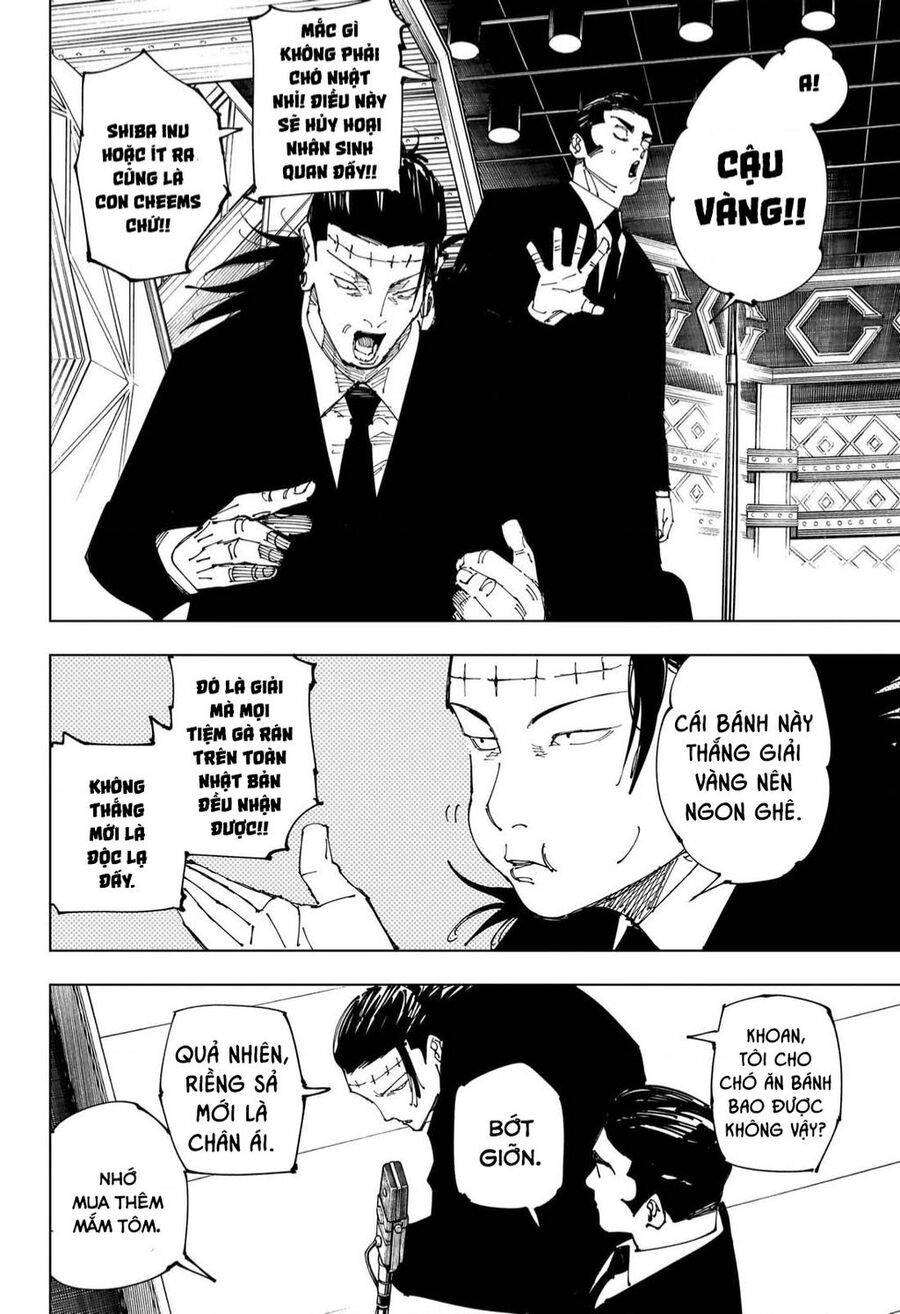 A!
CẬU
VÀNG!!
MẮC GÌ
KHÔNG PHẢI
CHÓ NHẬT
NHỈ! ĐIỀU NÀY
SẼ HỦY HOẠI
NHÂN SINH
QUAN ĐẤY!!
SHIBA INU
HOẶC ÍT RA
CŨNG LÀ
CON CHEEMS
CHỨ!!
CÁI BÁNH NÀY
THẮNG GIẢI
VÀNG NÊN
NGON GHÊ.
ĐÓ LÀ GIẢI
MÀ MỌI
TIỆM GÀ RÁN
TRÊN TOÀN
NHẬT BẢN
ĐỀU NHẬN
ĐƯỢC!!
KHÔNG
THẮNG
MỚI LÀ
ĐỘC LẠ
ĐẤY.
KHOAN,
TÔI CHO
CHÓ ĂN BÁNH
BAO ĐƯỢC
KHÔNG VẬY?
BỚT
GIỠN.
QUẢ NHIÊN,
RIỀNG SẢ
MỚI LÀ
CHÂN ÁI.
NHỚ
MUA THÊM
MẮM TÔM.